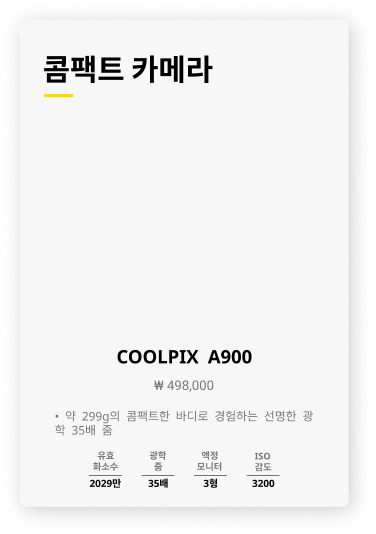 콤팩트 카메라
COOLPIX A900
₩ 498,000
• 약 299g의 콤팩트한 바디로 경험하는 선명한 광
학 35배 줌
유효 광학 액정 ISO
화소수 줌 모니터 감도
2029만 35배 3형 3200